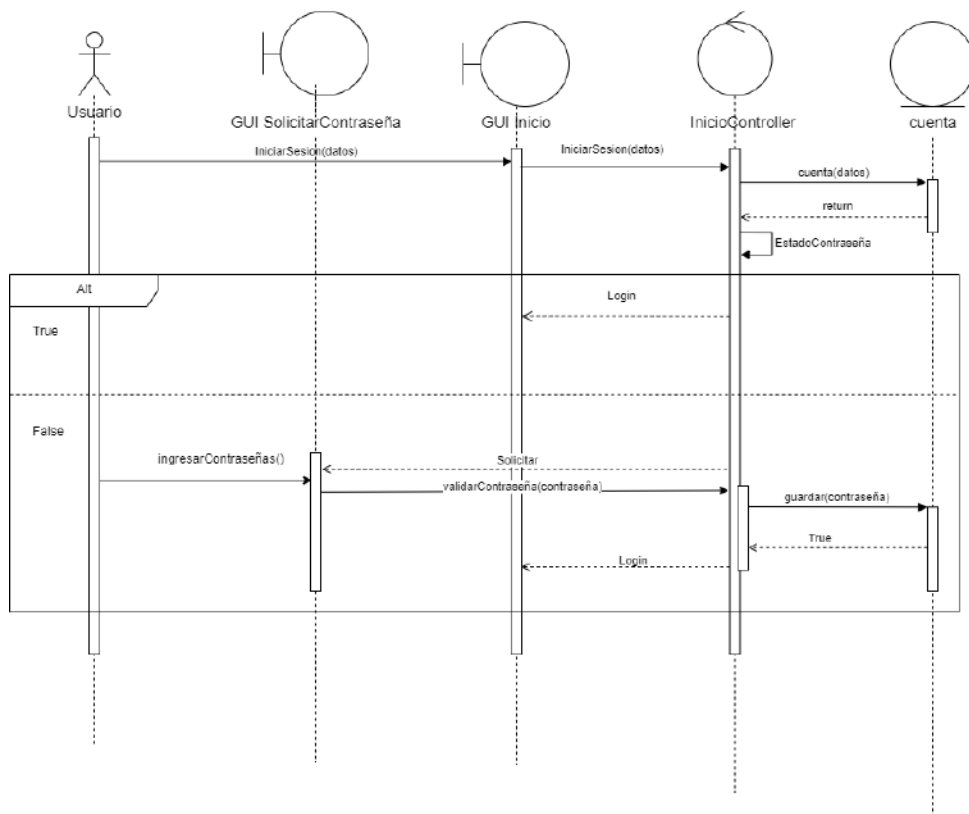 Usuario
GUI SolicitarContraseña
GUI Inicio
InicioController
cuenta
IniciarSesion(datos)
IniciarSesion(datos)
cuenta(datos)
return
EstadoContraseña
Alt
Login
True
False
Solicitar
ingresarContraseñas()
validarContraseña(contraseña)
guardar(contraseña)
True
Login